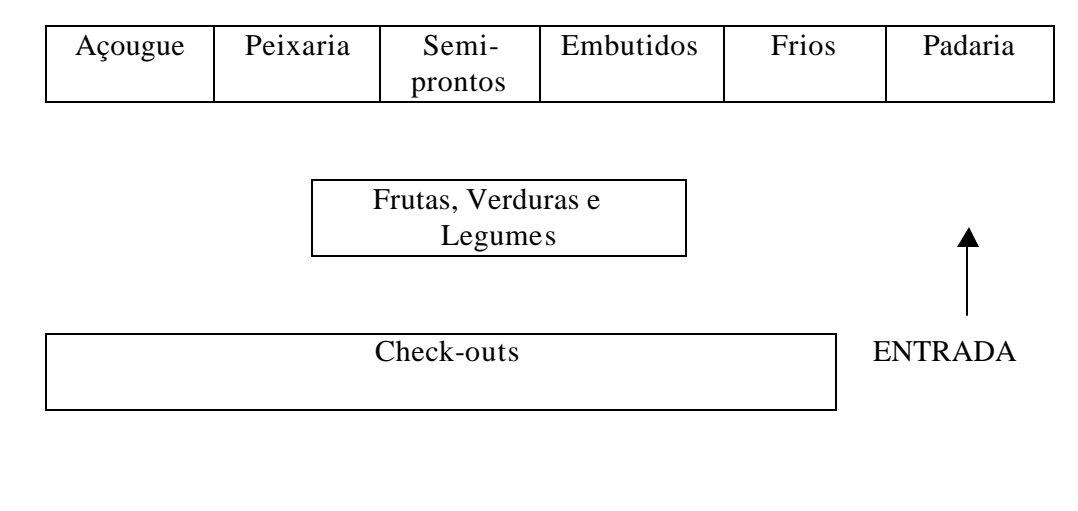 Açougue
Peixaria
Semi-
prontos
Embutidos
Frios
Padaria
Frutas, Verduras e
Legumes
Check-outs
ENTRADA